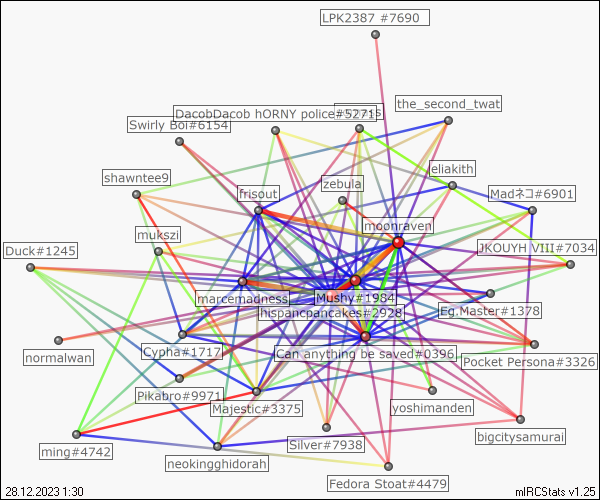 LPK2387 #7690
the_second_twat
DacobDacob hORNY police#5271
Swirly Boi#6154
eliakith
shawntee9
zebula
frisout
Madネコ#6901
moonraven
mukszi
Duck#1245
JKOUYH VIII#7034
marcemadness
Mushy#1984
hispancpancakes#2928
Eg.Master#1378
normalwan
Cypha#1717
Can anything be saved#0396
Pocket Persona#3326
Pikabro#9971
Majestic#3375
yoshimanden
bigcitysamurai
ming#4742
Silver#7938
neokingghidorah
Fedora Stoat#4479
28.12.2023 1:30
mIRCStats v1.25